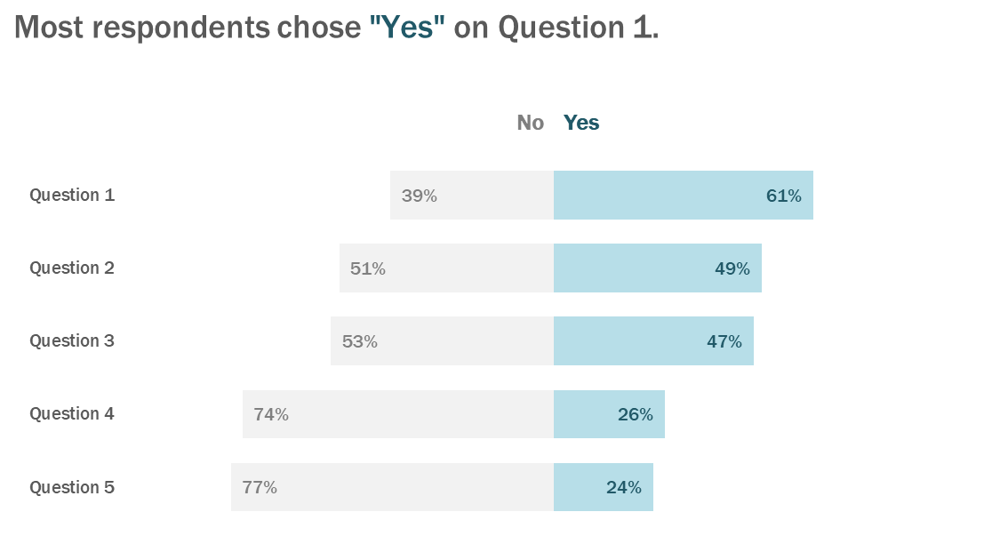 Most respondents chose "Yes" on Question 1.
No Yes
Question 1 39% 61%
Question 2 51% 49%
Question 3 53% 47%
Question 4 74% 26%
Question 5 77% 24%